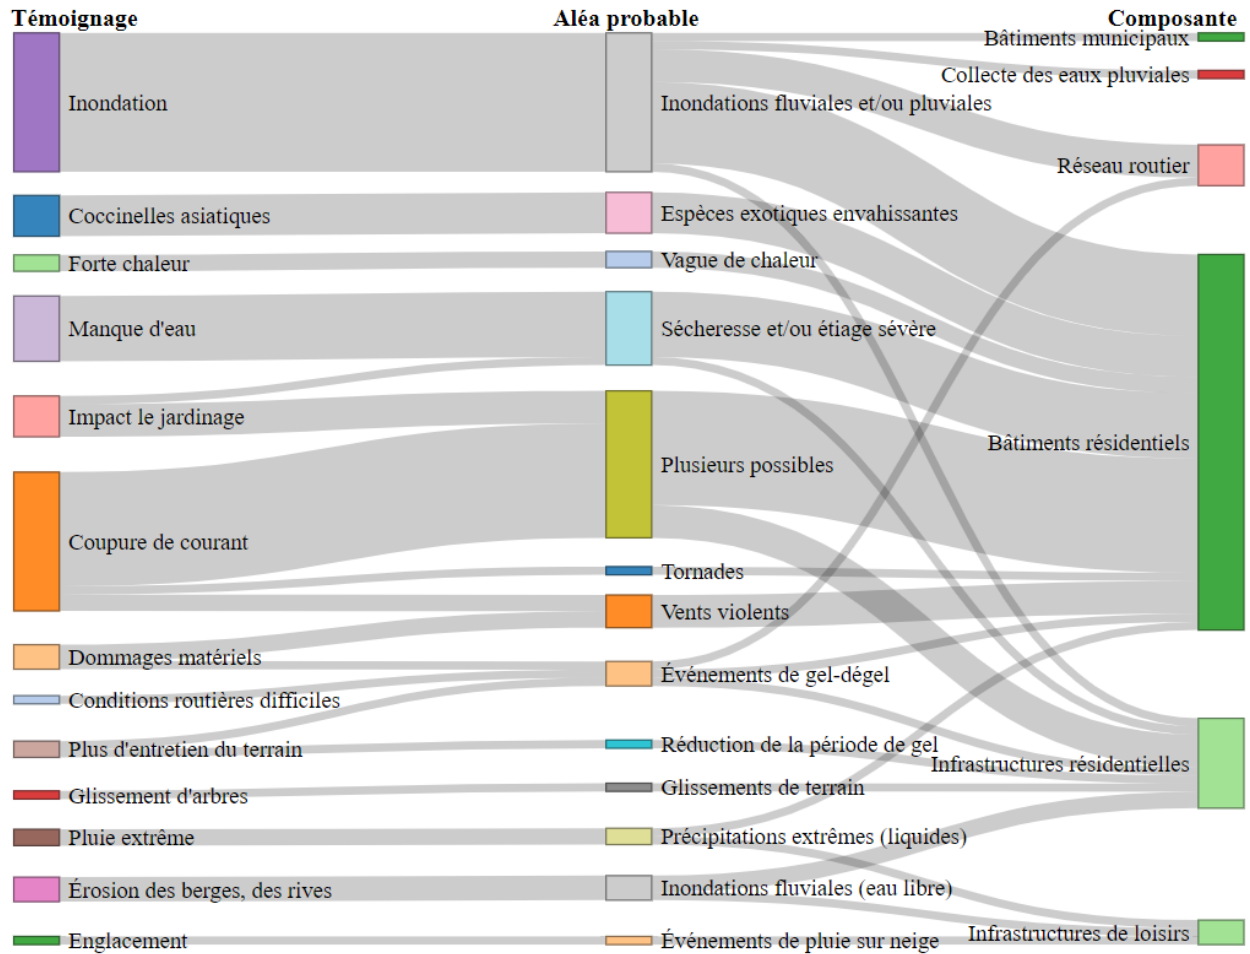 Témoignage
Aléa probable
Composante
Bâtiments municipaux
Collecte des eaux pluviales
Inondation
Inondations fluviales et/ou pluviales
Réseau routier
Coccinelles asiatiques
Espèces exotiques envahissantes
Forte chaleur
Vague de chaleur
Manque d'eau
Sécheresse et/ou étiage sévère
Impact le jardinage
Bâtiments résidentiels
Plusieurs possibles
Coupure de courant
Tornades
Vents violents
Dommages matériels
Événements de gel-dégel
Conditions routières difficiles
Plus d'entretien du terrain
Réduction de la période de gel
Infrastructures résidentielles
Glissement d'arbres
Glissements de terrain
Pluie extrême
Précipitations extrêmes (liquides)
Érosion des berges, des rives
Inondations fluviales (eau libre)
Infrastructures de loisirs
Englacement
Événements de pluie sur neige